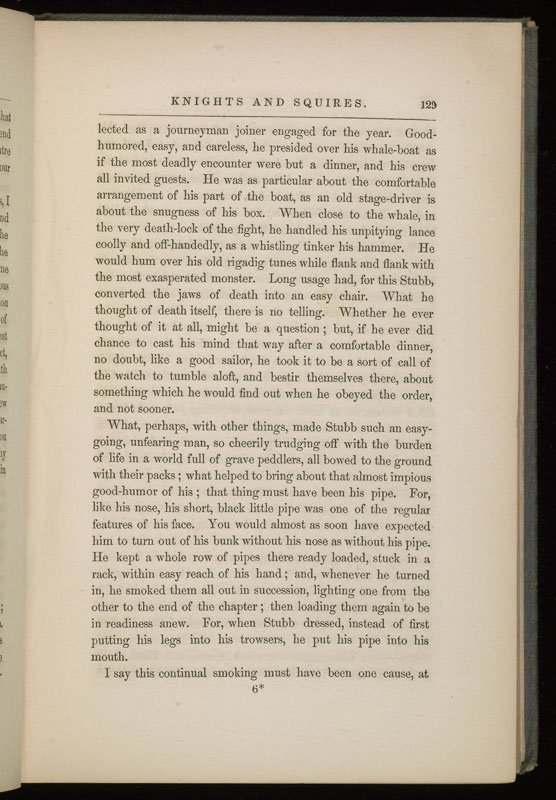 KNIGHTS AND SQUIRES. 129
lected as a journeyman joiner engaged for the year. Good-
humored, easy, and careless, he presided over his whale-boat as
if the most deadly encounter were but a dinner, and his crew
all invited guests. He was as particular about the comfortable
arrangement of his part of the boat, as an old stage-driver is
about the snugness of his box. When close to the whale, in
the very death-lock of the fight, he handled his unpitying lance
coolly and off-handedly, as a whistling tinker his hammer. He
would hum over his old rigadig tunes while flank and flank with
the most exasperated monster. Long usage had, for this Stubb,
converted the jaws of death into an easy chair. What he
thought of death itself, there is no telling. Whether he ever
thought of it at all, might be a question ; but, if he ever did
chance to cast his mind that way after a comfortable dinner,
no doubt, like a good sailor, he took it to be a sort of call of
the watch to tumble aloft, and bestir themselves there, about
something which he would find out when he obeyed the order,
and not sooner.
What, perhaps, with other things, made Stubb such an easy-
going, unfearing man, so cheerily trudging off with the burden
of life in a world full of grave peddlers, all bowed to the ground
with their packs ; what helped to bring about that almost impious
good-humor of his ; that thing must have been his pipe. For,
like his nose, his short, black little pipe was one of the regular
features of his face. You would almost as soon have expected
him to turn out of his bunk without his nose as without his pipe.
He kept a whole row of pipes there ready loaded, stuck in a
rack, within easy reach of his hand ; and, whenever he turned
in, he smoked them all out in succession, lighting one from the
other to the end of the chapter ; then loading them again to be
in readiness anew. For, when Stubb dressed, instead of first
putting his legs into his trowsers, he put his pipe into his
mouth.
I say this continual smoking must have been one cause, at
6*